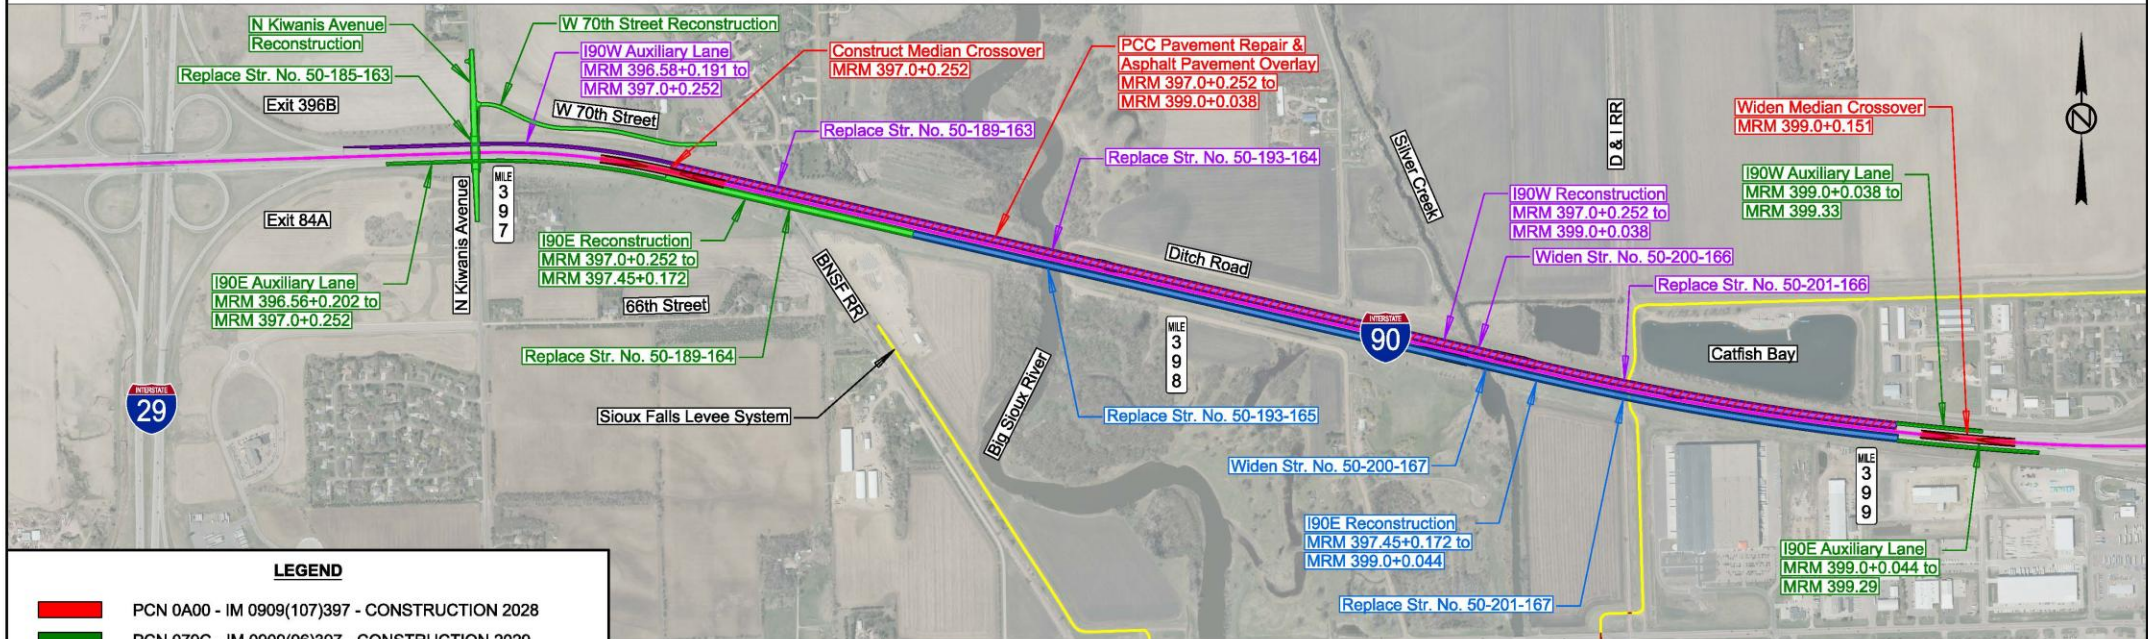 N Kiwanis Avenue
Reconstruction
W 70th Street Reconstruction
I90W Auxiliary Lane
MRM 396.58+0.191 to
MRM 397.0+0.252
Construct Median Crossover
MRM 397.0+0.252
PCC Pavement Repair &
Asphalt Pavement Overlay
MRM 397.0+0.252 to
MRM 399.0+0.038
Replace Str. No. 50-185-163
Exit 396B
W 70th Street
Replace Str. No. 50-189-163
Replace Str. No. 50-193-164
Silver Creek
D & I RR
Widen Median Crossover
MRM 399.0+0.151
N
I90W Auxiliary Lane
MRM 399.0+0.038 to
MRM 399.33
Exit 84A
N Kiwanis Avenue
MILE
397
I90W Reconstruction
MRM 397.0+0.252 to
MRM 399.0+0.038
Widen Str. No. 50-200-166
Replace Str. No. 50-201-166
I90E Reconstruction
MRM 397.0+0.252 to
MRM 397.45+0.172
I90E Auxiliary Lane
MRM 396.56+0.202 to
MRM 397.0+0.252
66th Street
BNSF RR
Ditch Road
MILE
398
INTERSTATE
90
Catfish Bay
Replace Str. No. 50-189-164
INTERSTATE
29
Sioux Falls Levee System
Big Sioux River
Replace Str. No. 50-193-165
Widen Str. No. 50-200-167
MILE
399
I90E Reconstruction
MRM 397.45+0.172 to
MRM 399.0+0.044
I90E Auxiliary Lane
MRM 399.0+0.044 to
MRM 399.29
Replace Str. No. 50-201-167
LEGEND
PCN 0A00 - IM 0909(107)397 - CONSTRUCTION 2028